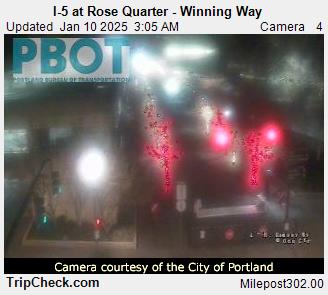 I-5 at Rose Quarter - Winning Way
Updated Jan 10 2025 3:05 AM Camera 4
PBOT
PORTLAND BUREAU OF TRANSPORTATION
Camera courtesy of the City of Portland
TripCheck.com Milepost302.00